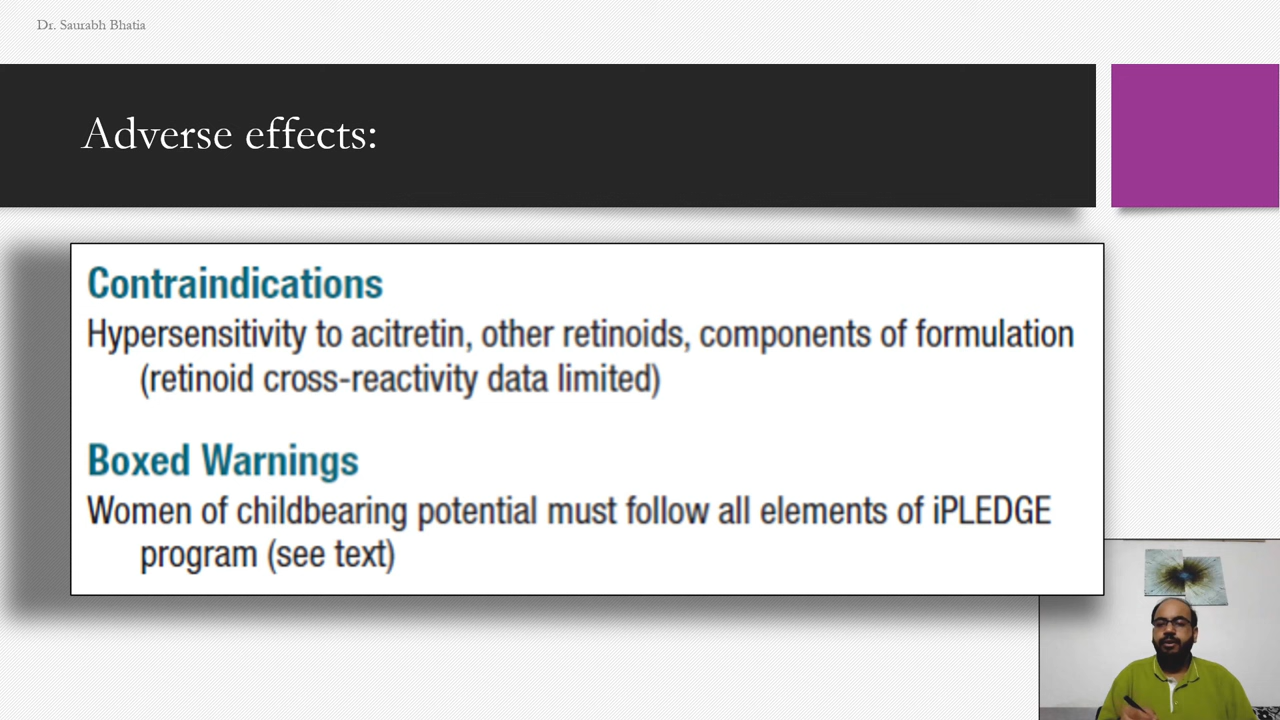 Dr. Saurabh Bhatia
Adverse effects:
Contraindications
Hypersensitivity to acitretin, other retinoids, components of formulation
(retinoid cross-reactivity data limited)
Boxed Warnings
Women of childbearing potential must follow all elements of iPLEDGE
program (see text)